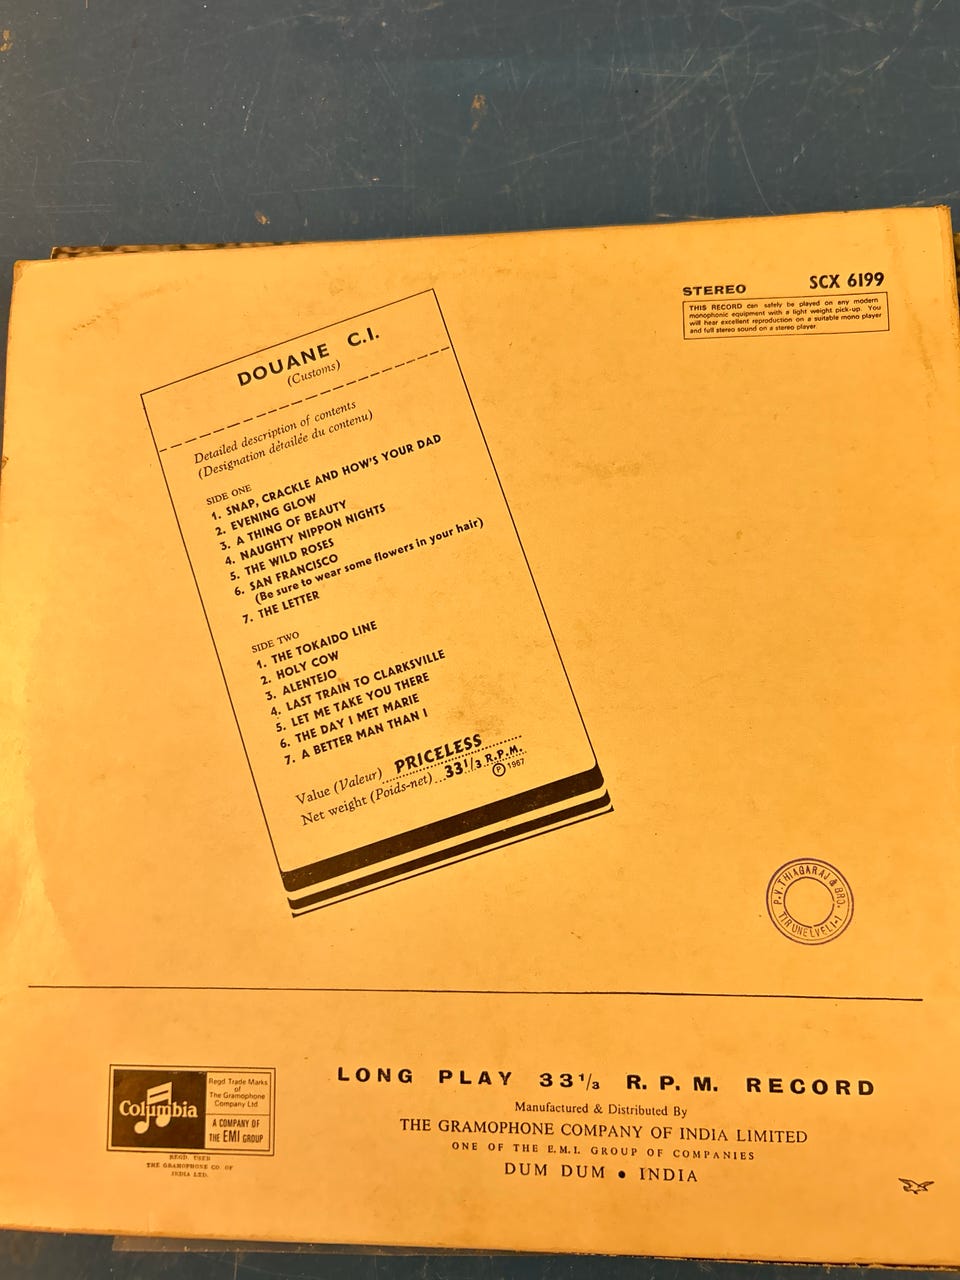 STEREO SCX 6199
THIS RECORD can safely be played on any modern
monophonic equipment with a light weight pick-up. You
will hear excellent reproduction on a suitable mono player
and full stereo sound on a stereo player.
DOUANE C.I.
(Customs)
Detailed description of contents
(Designation détailée du contenu)
SIDE ONE
1. SNAP, CRACKLE AND HOW'S YOUR DAD
2. EVENING GLOW
3. A THING OF BEAUTY
4. NAUGHTY NIPPON NIGHTS
5. THE WILD ROSES
6. SAN FRANCISCO
(Be sure to wear some flowers in your hair)
7. THE LETTER
SIDE TWO
1. THE TOKAIDO LINE
2. HOLY COW
3. ALENTEJO
4. LAST TRAIN TO CLARKSVILLE
5. LET ME TAKE YOU THERE
6. THE DAY I MET MARIE
7. A BETTER MAN THAN I
Value (Valeur) PRICELESS
Net weight (Poids-net) 33 1/3 R.P.M.
℗ 1967
P.V. THIAGARAJ & BRO.
TIRUNELVELI-1
Columbia
Regd Trade Marks
of
The Gramophone
Company Ltd
A COMPANY OF
THE EMI GROUP
REGD. USER
THE GRAMOPHONE CO. OF
INDIA LTD.
LONG PLAY 33 1/3 R. P. M. RECORD
Manufactured & Distributed By
THE GRAMOPHONE COMPANY OF INDIA LIMITED
ONE OF THE E.M.I. GROUP OF COMPANIES
DUM DUM • INDIA